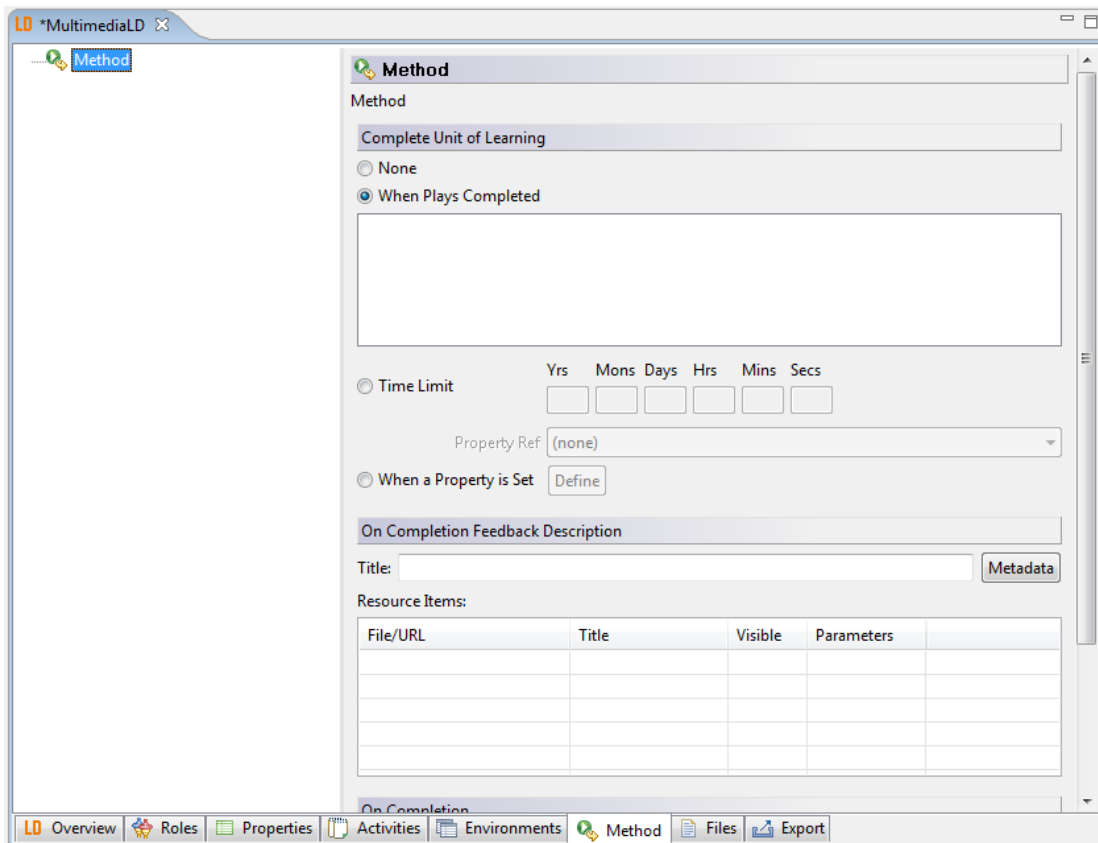 LD *MultimediaLD
Method
Method
Method
Complete Unit of Learning
None
When Plays Completed
Yrs Mons Days Hrs Mins Secs
Time Limit
Property Ref (none)
When a Property is Set Define
On Completion Feedback Description
Title: Metadata
Resource Items:
File/URL Title Visible Parameters
On Completion
LD Overview Roles Properties Activities Environments Method Files Export